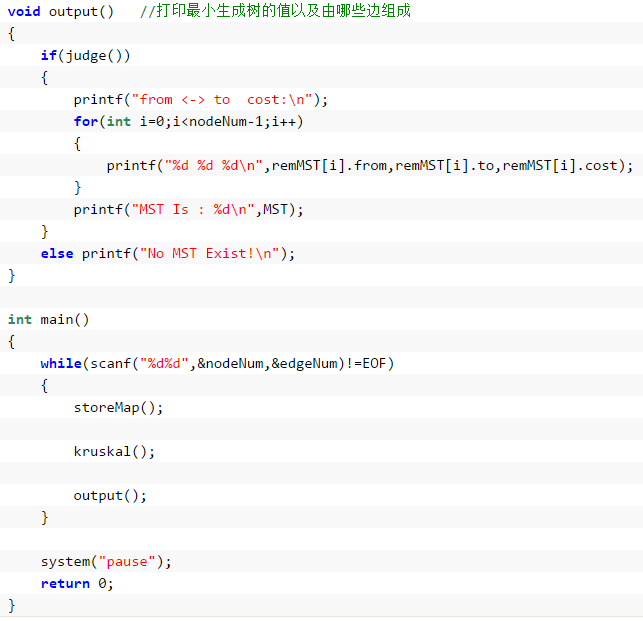 void output()   //打印最小生成树的值以及由哪些边组成
{
    if(judge())
    {
        printf("from <-> to  cost:\n");
        for(int i=0;i<nodeNum-1;i++)
        {
            printf("%d %d %d\n",remMST[i].from,remMST[i].to,remMST[i].cost);
        }
        printf("MST Is : %d\n",MST);
    }
    else printf("No MST Exist!\n");
}

int main()
{
    while(scanf("%d%d",&nodeNum,&edgeNum)!=EOF)
    {
        storeMap();

        kruskal();

        output();
    }

    system("pause");
    return 0;
}